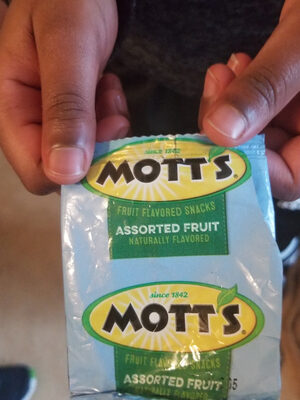 since 1842
MOTT'S®
FRUIT FLAVORED SNACKS
ASSORTED FRUIT
NATURALLY FLAVORED
since 1842
MOTT'S®
FRUIT FLAVORED SNACKS
ASSORTED FRUIT